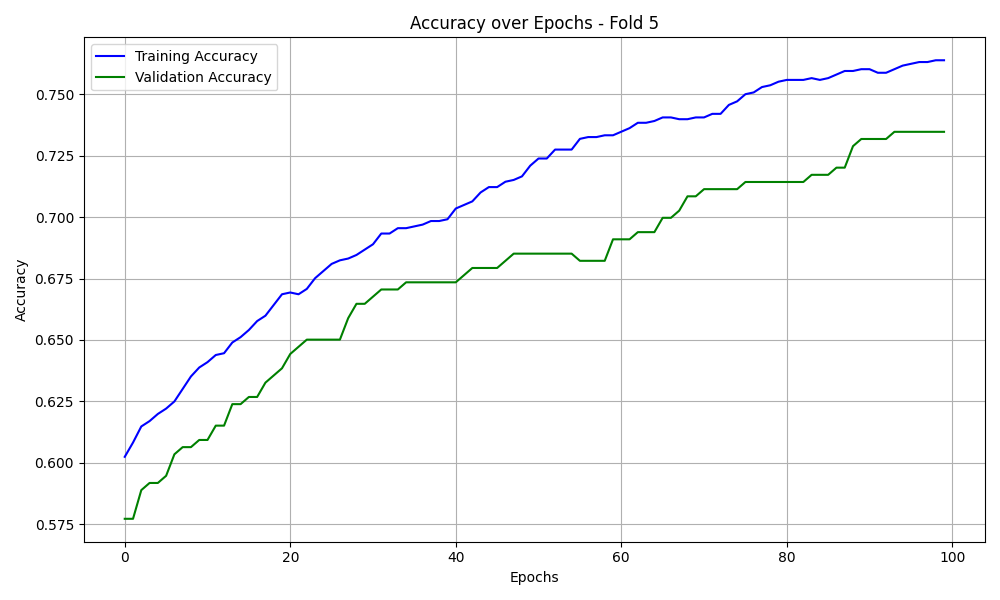 Accuracy over Epochs - Fold 5
Training Accuracy
Validation Accuracy
Accuracy
0.750
0.725
0.700
0.675
0.650
0.625
0.600
0.575
0 20 40 60 80 100
Epochs